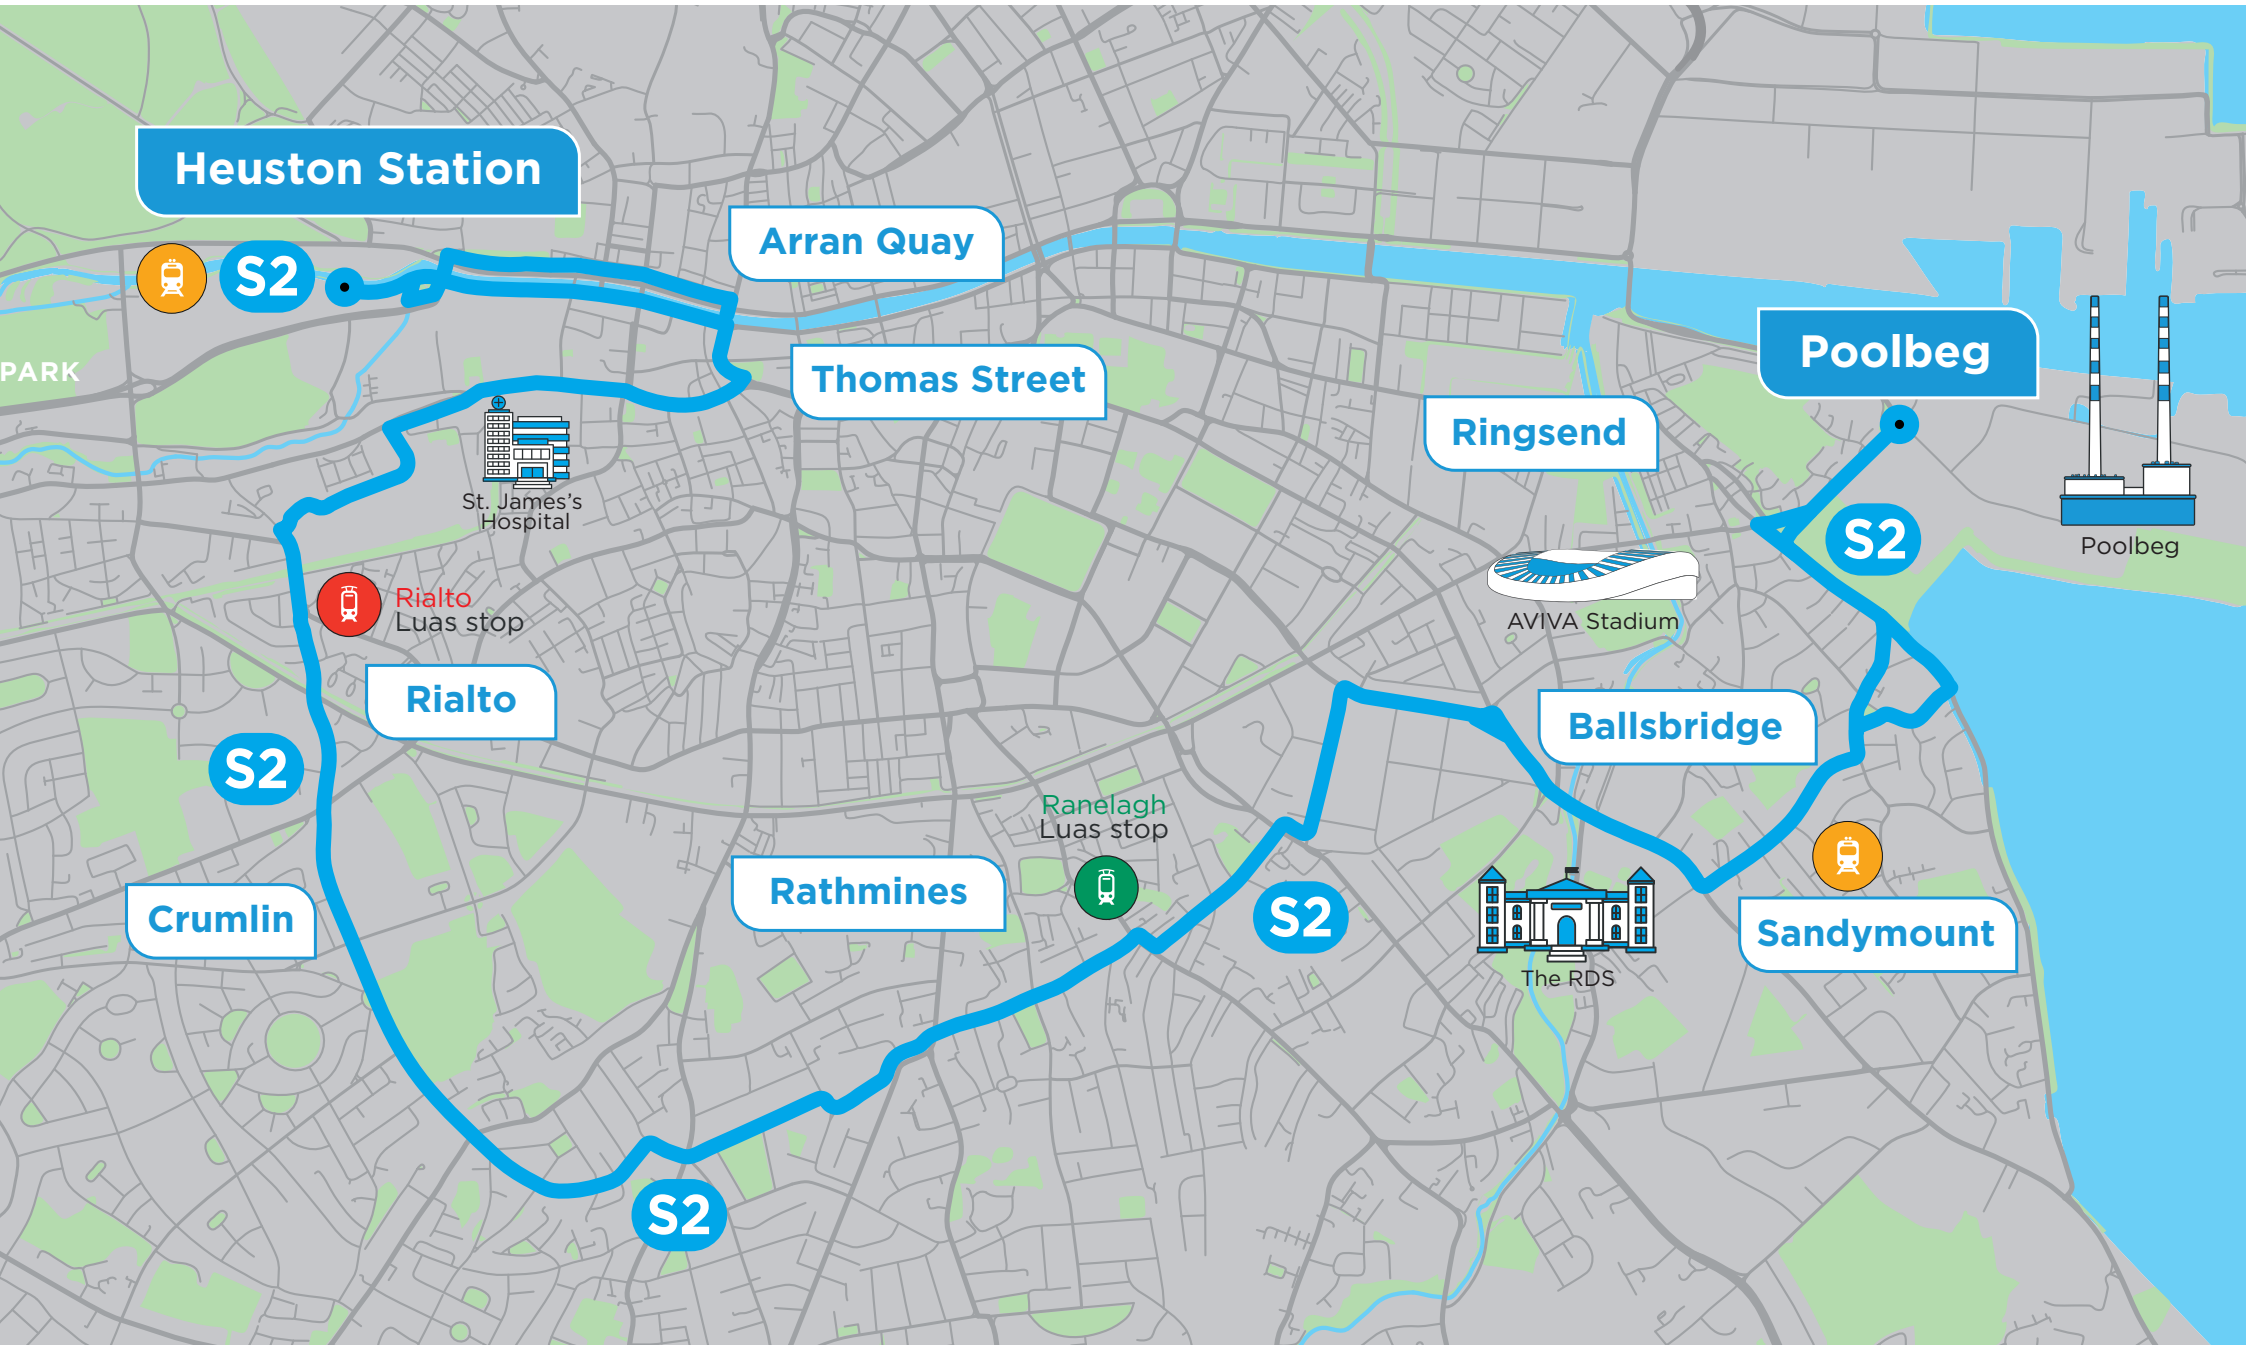 Heuston Station
Arran Quay
S2
Poolbeg
PARK
Thomas Street
Ringsend
St. James's
Hospital
S2
Poolbeg
Rialto
Luas stop
AVIVA Stadium
Rialto
Ballsbridge
S2
Ranelagh
Luas stop
Rathmines
Crumlin
S2
Sandymount
The RDS
S2